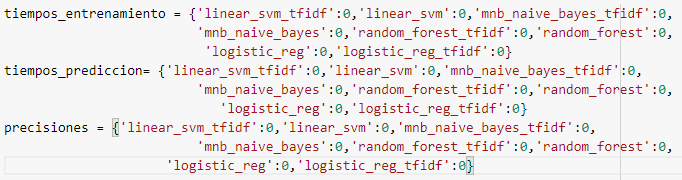 tiempos_entrenamiento = {'linear_svm_tfidf':0,'linear_svm':0,'mnb_naive_bayes_tfidf':0,
'mnb_naive_bayes':0,'random_forest_tfidf':0,'random_forest':0,
'logistic_reg':0,'logistic_reg_tfidf':0}
tiempos_prediccion= {'linear_svm_tfidf':0,'linear_svm':0,'mnb_naive_bayes_tfidf':0,
'mnb_naive_bayes':0,'random_forest_tfidf':0,'random_forest':0,
'logistic_reg':0,'logistic_reg_tfidf':0}
precisiones = {'linear_svm_tfidf':0,'linear_svm':0,'mnb_naive_bayes_tfidf':0,
'mnb_naive_bayes':0,'random_forest_tfidf':0,'random_forest':0,
'logistic_reg':0,'logistic_reg_tfidf':0}